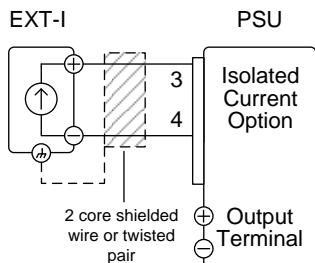 EXT-I
PSU
3
Isolated
Current
Option
4
2 core shielded
wire or twisted
pair
Output
Terminal